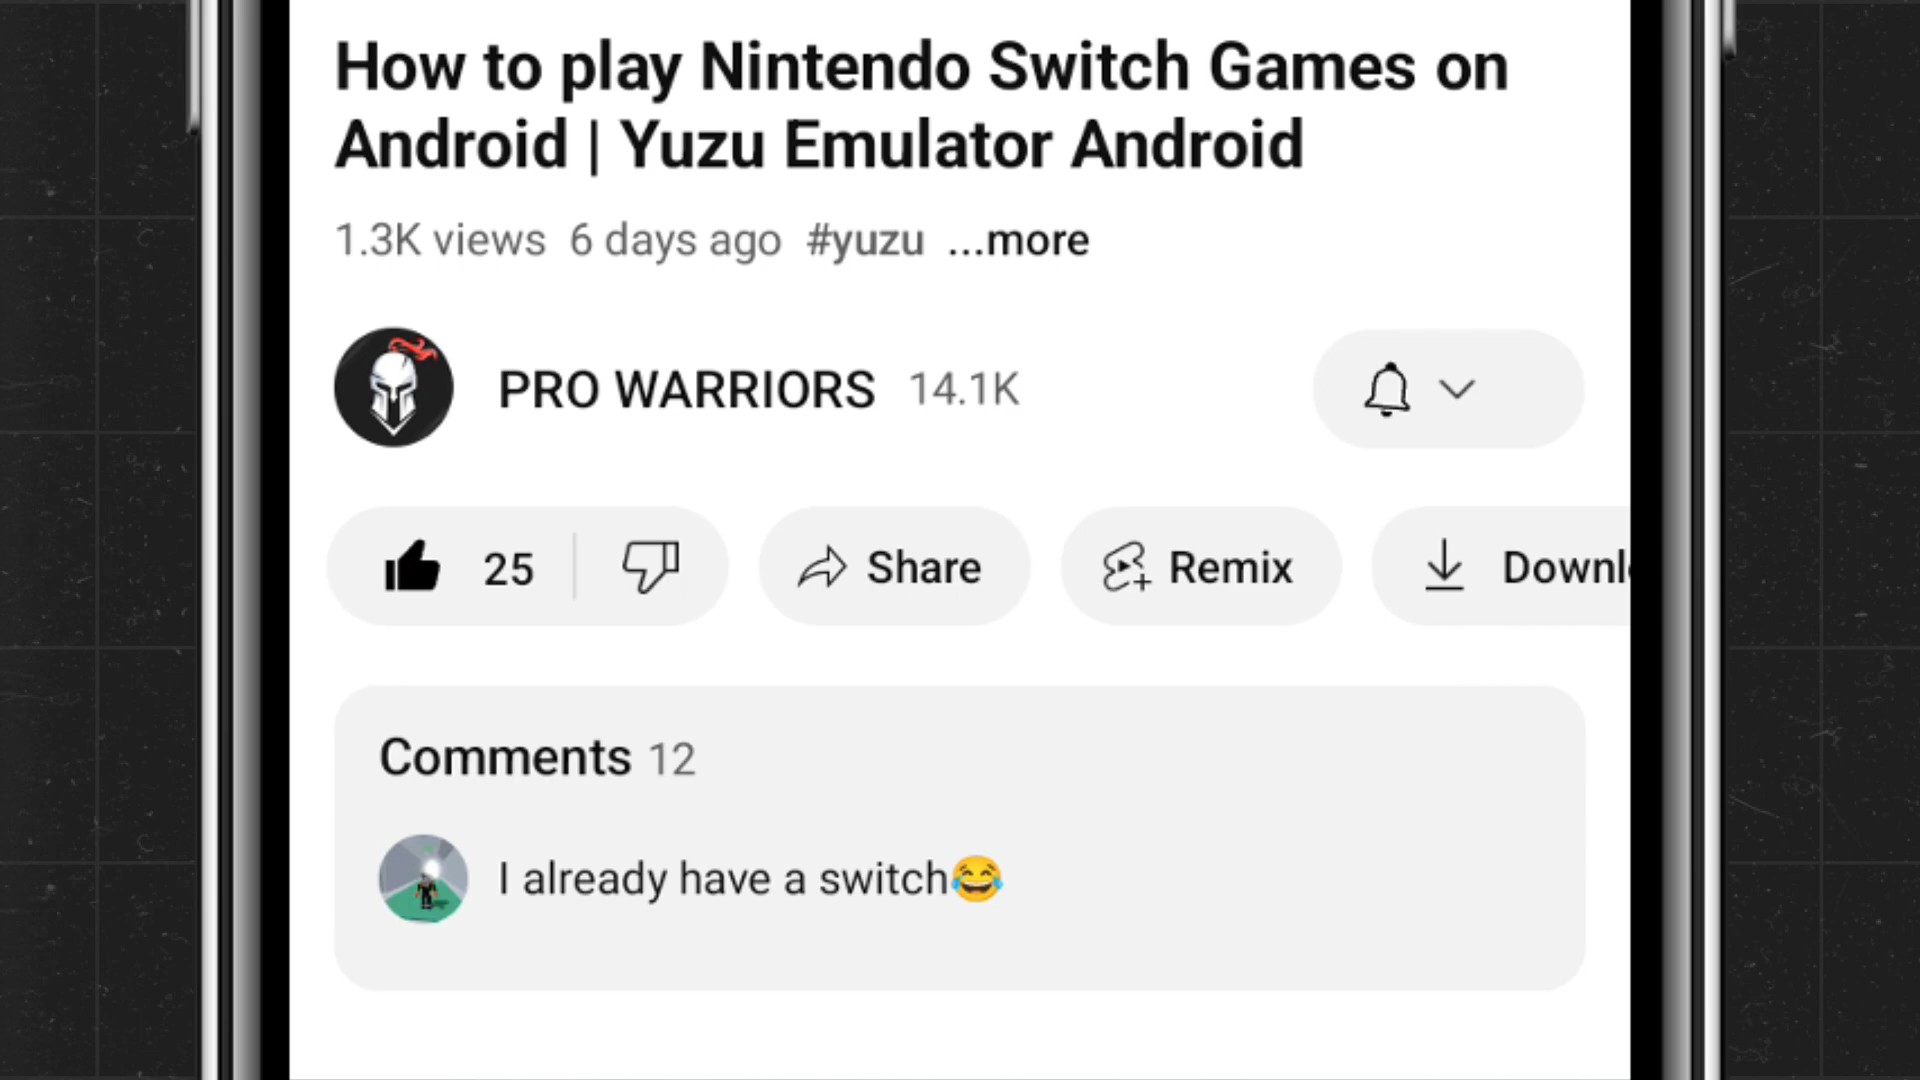 How to play Nintendo Switch Games on
Android | Yuzu Emulator Android
1.3K views 6 days ago #yuzu ...more
PRO WARRIORS 14.1K
25 Share Remix Downl
Comments 12
I already have a switch😂